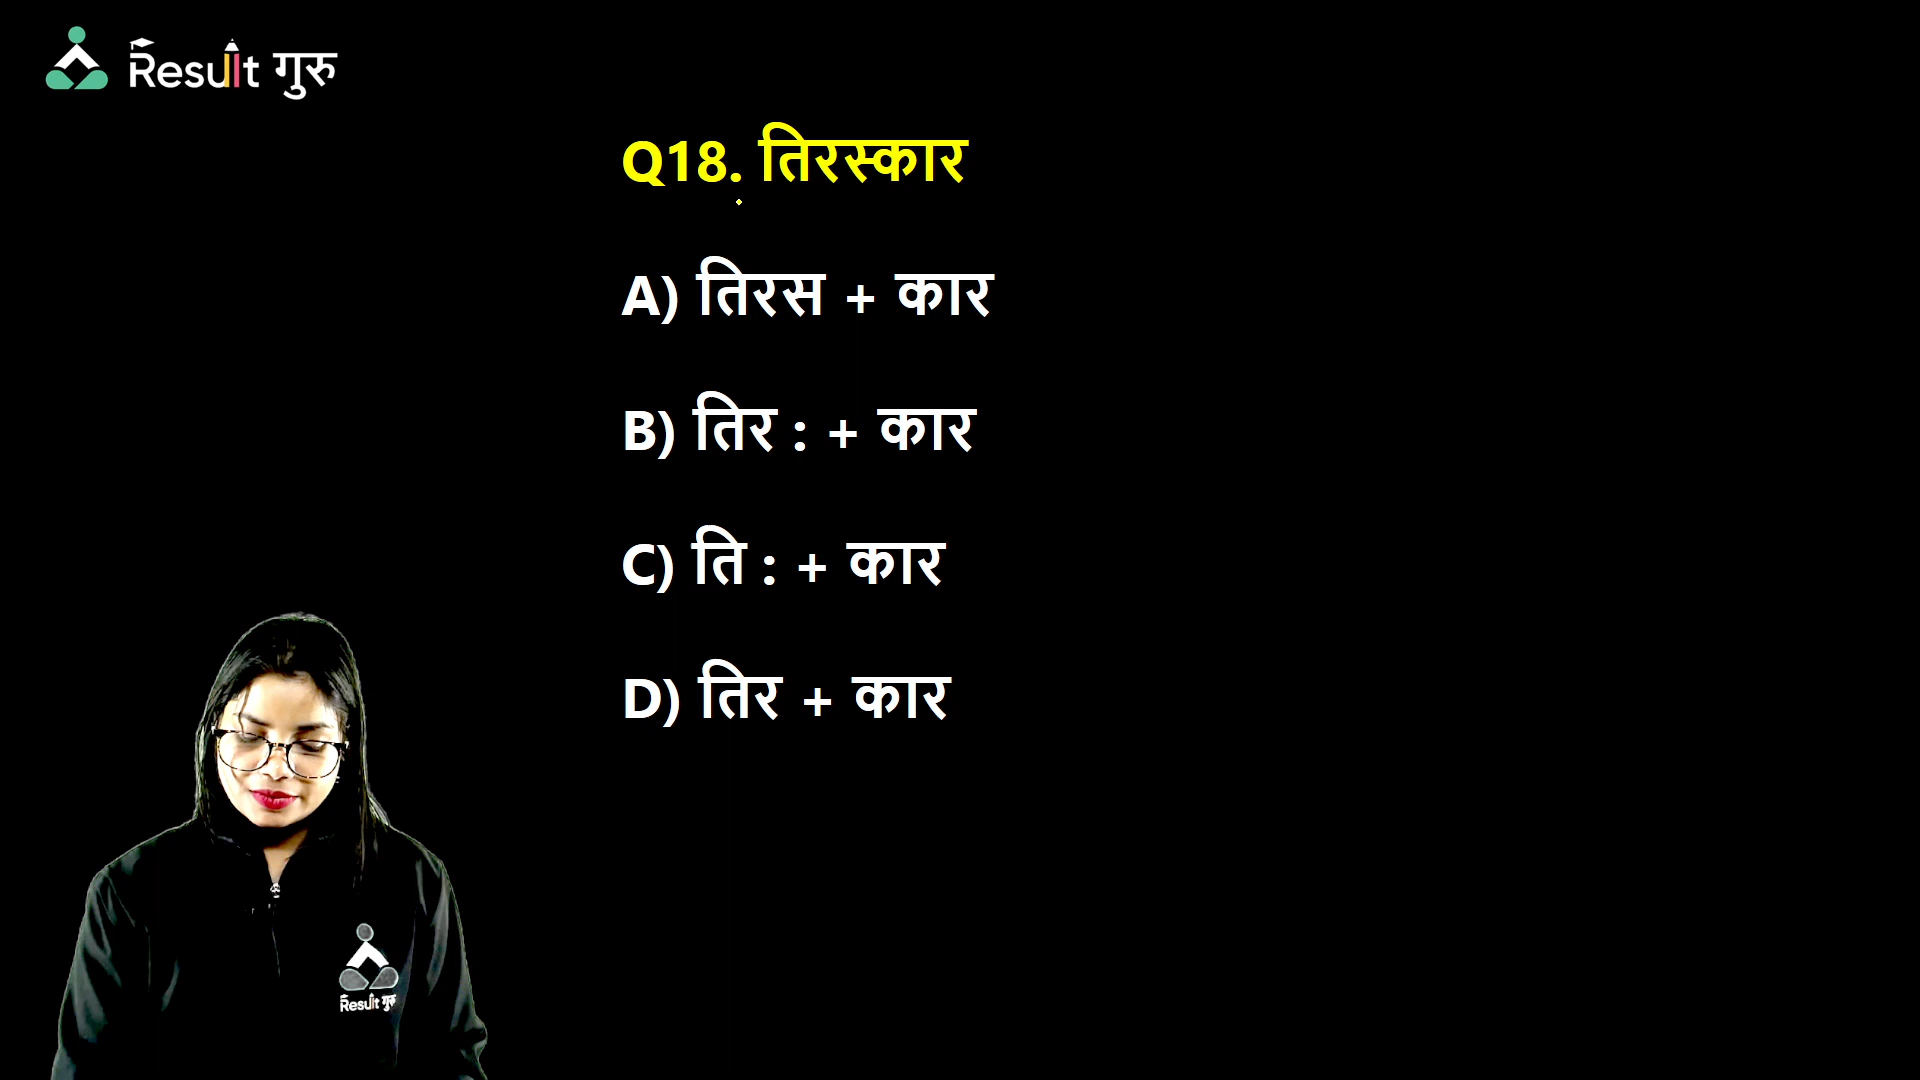 Result गुरु
Q18. तिरस्कार
A) तिरस + कार
B) तिर : + कार
C) ति : + कार
D) तिर + कार
Result गुरु